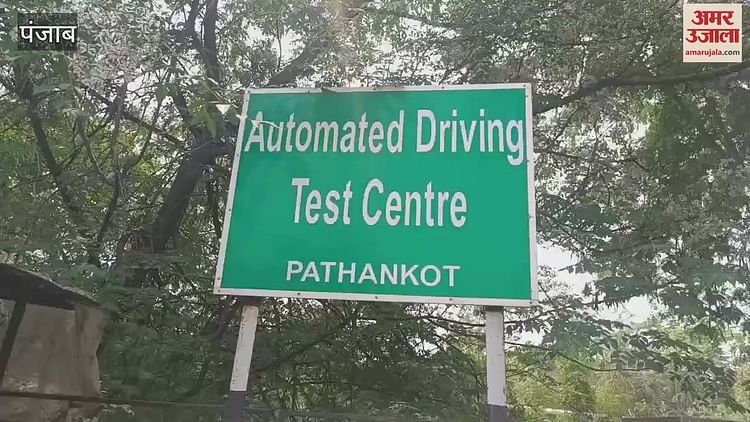 पंजाब
अमर
उजाला
amarujala.com
Automated Driving
Test Centre
PATHANKOT